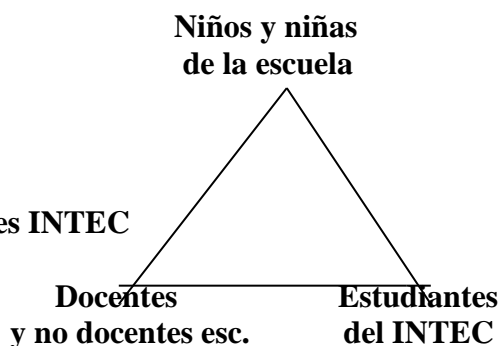 Niños y niñas
de la escuela
es INTEC
Docentes
y no docentes esc.
Estudiantes
del INTEC